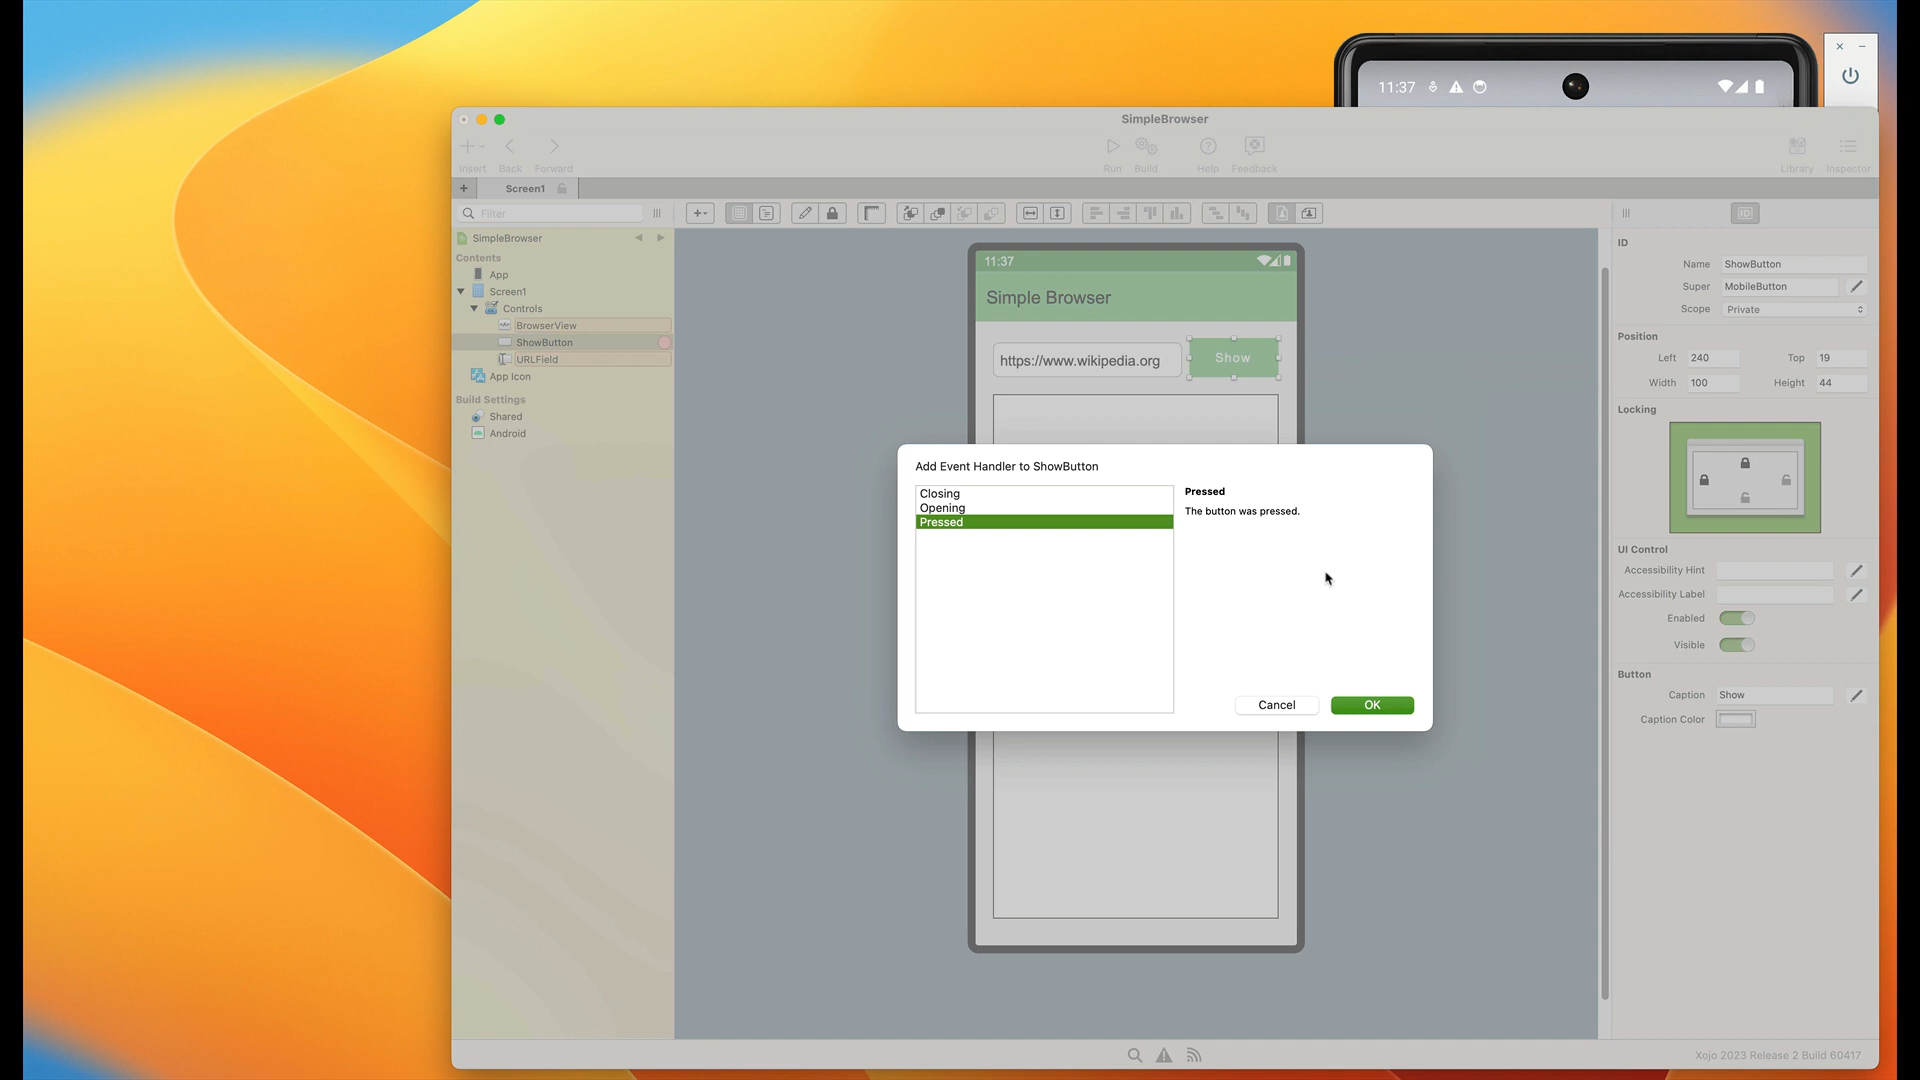 11:37
SimpleBrowser
Insert
Back
Forward
Run
Build
Help
Feedback
Library
Inspector
Screen1
Filter
SimpleBrowser
Contents
App
Screen1
Controls
BrowserView
ShowButton
URLField
App Icon
Build Settings
Shared
Android
11:37
Simple Browser
https://www.wikipedia.org
Show
Add Event Handler to ShowButton
Closing
Opening
Pressed
Pressed
The button was pressed.
Cancel
OK
ID
ID
Name ShowButton
Super MobileButton
Scope Private
Position
Left 240 Top 19
Width 100 Height 44
Locking
UI Control
Accessibility Hint
Accessibility Label
Enabled
Visible
Button
Caption Show
Caption Color
Xojo 2023 Release 2 Build 60417